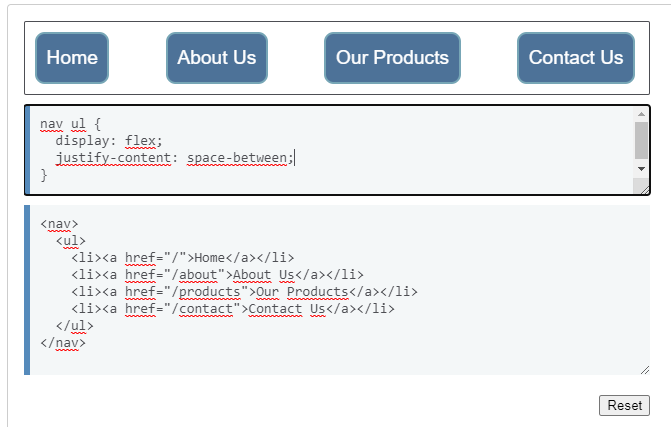 Home About Us Our Products Contact Us
nav ul {
  display: flex;
  justify-content: space-between;
}
<nav>
  <ul>
    <li><a href="/">Home</a></li>
    <li><a href="/about">About Us</a></li>
    <li><a href="/products">Our Products</a></li>
    <li><a href="/contact">Contact Us</a></li>
  </ul>
</nav>
Reset